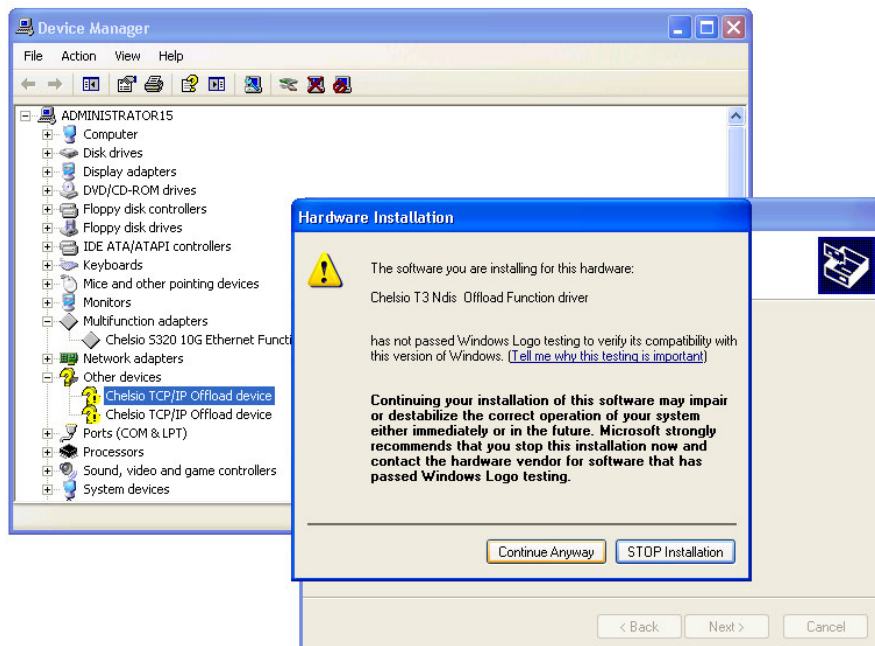 Device Manager
File Action View Help
ADMINISTRATOR15
Computer
Disk drives
Display adapters
DVD/CD-ROM drives
Floppy disk controllers
Floppy disk drives
IDE ATA/ATAPI controllers
Keyboards
Mice and other pointing devices
Monitors
Multifunction adapters
Chelsio S320 10G Ethernet Functi
Network adapters
Other devices
Chelsio TCP/IP Offload device
Chelsio TCP/IP Offload device
Ports (COM & LPT)
Processors
Sound, video and game controllers
System devices
Hardware Installation
The software you are installing for this hardware:
Chelsio T3 Ndis Offload Function driver
has not passed Windows Logo testing to verify its compatibility with
this version of Windows. (Tell me why this testing is important)
Continuing your installation of this software may impair
or destabilize the correct operation of your system
either immediately or in the future. Microsoft strongly
recommends that you stop this installation now and
contact the hardware vendor for software that has
passed Windows Logo testing.
Continue Anyway STOP Installation
< Back Next > Cancel